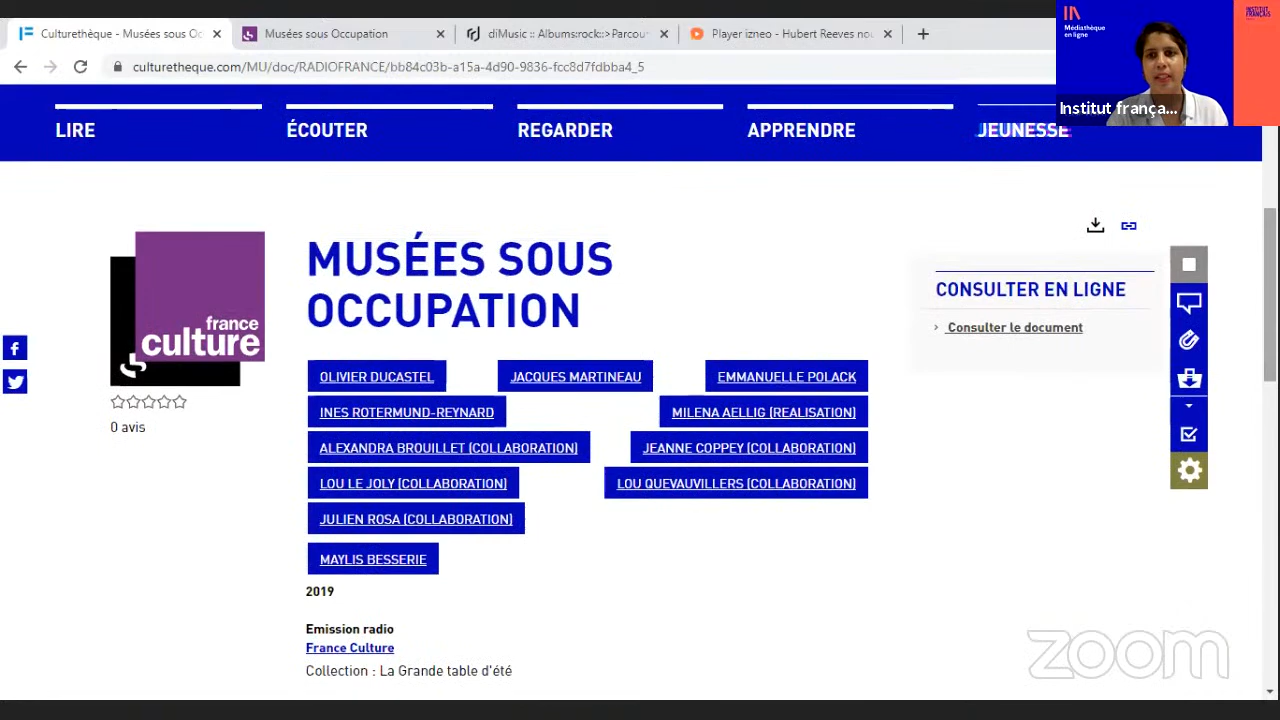 Culturethèque - Musées sous Oc
Musées sous Occupation
diMusic :: Albums:rock::>Parcou
Player izneo - Hubert Reeves nou
culturetheque.com/MU/doc/RADIOFRANCE/bb84c03b-a15a-4d90-9836-fcc8d7fdbba4_5
Médiathèque
en ligne
INSTITUT
FRANÇAIS
Institut frança...
LIRE
ÉCOUTER
REGARDER
APPRENDRE
JEUNESSE
france
culture
0 avis
MUSÉES SOUS
OCCUPATION
OLIVIER DUCASTEL
JACQUES MARTINEAU
EMMANUELLE POLACK
INES ROTERMUND-REYNARD
MILENA AELLIG (REALISATION)
ALEXANDRA BROUILLET (COLLABORATION)
JEANNE COPPEY (COLLABORATION)
LOU LE JOLY (COLLABORATION)
LOU QUEVAUVILLERS (COLLABORATION)
JULIEN ROSA (COLLABORATION)
MAYLIS BESSERIE
2019
Emission radio
France Culture
Collection : La Grande table d'été
CONSULTER EN LIGNE
Consulter le document
zoom